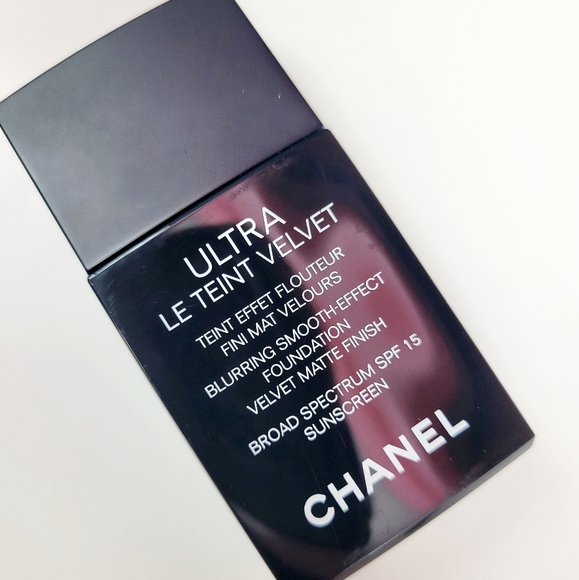 ULTRA
LE TEINT VELVET
TEINT EFFET FLOUTEUR
FINI MAT VELOURS
BLURRING SMOOTH-EFFECT
FOUNDATION
VELVET MATTE FINISH
BROAD SPECTRUM SPF 15
SUNSCREEN
CHANEL